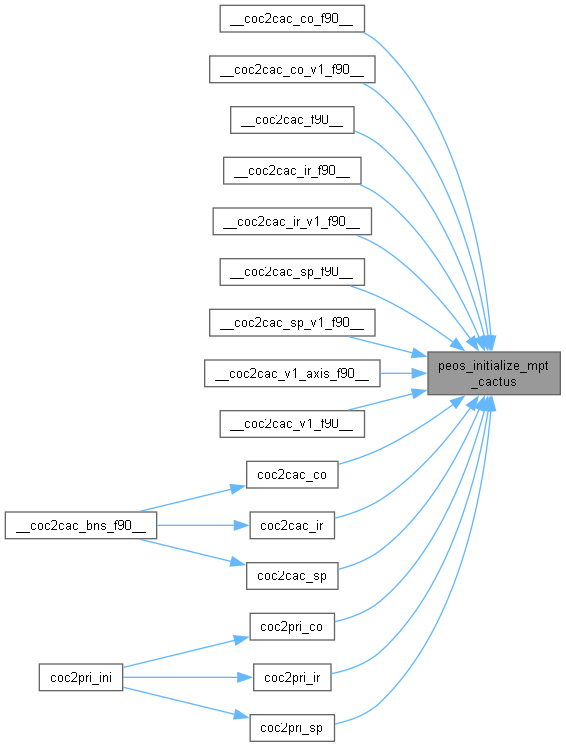 __coc2cac_co_f90__
__coc2cac_co_v1_f90__
__coc2cac_f90__
__coc2cac_ir_f90__
__coc2cac_ir_v1_f90__
__coc2cac_sp_f90__
__coc2cac_sp_v1_f90__
peos_initialize_mpt
_cactus
__coc2cac_v1_axis_f90__
__coc2cac_v1_f90__
coc2cac_co
__coc2cac_bns_f90__
coc2cac_ir
coc2cac_sp
coc2pri_co
coc2pri_ini
coc2pri_ir
coc2pri_sp